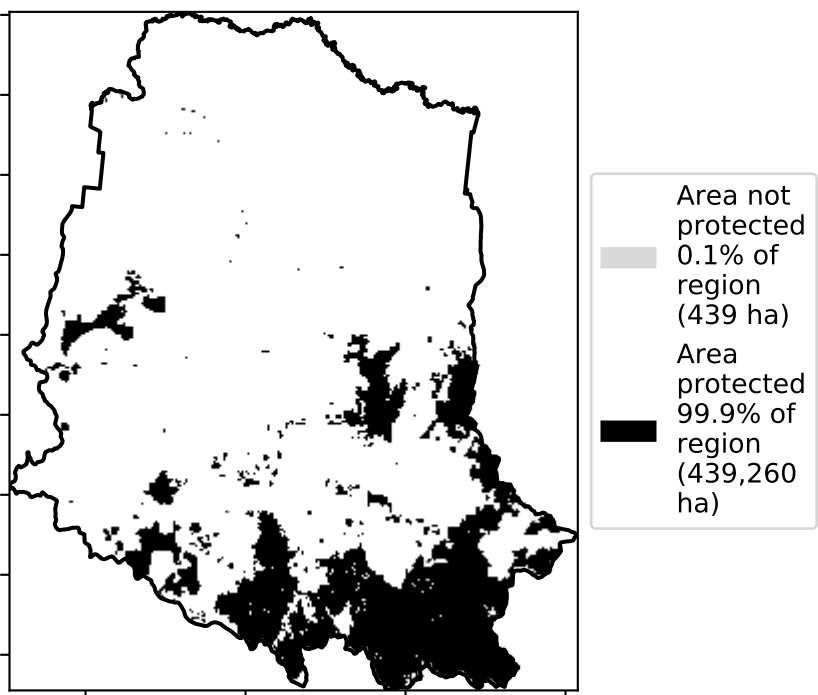 Area not
protected
0.1% of
region
(439 ha)
Area
protected
99.9% of
region
(439,260
ha)